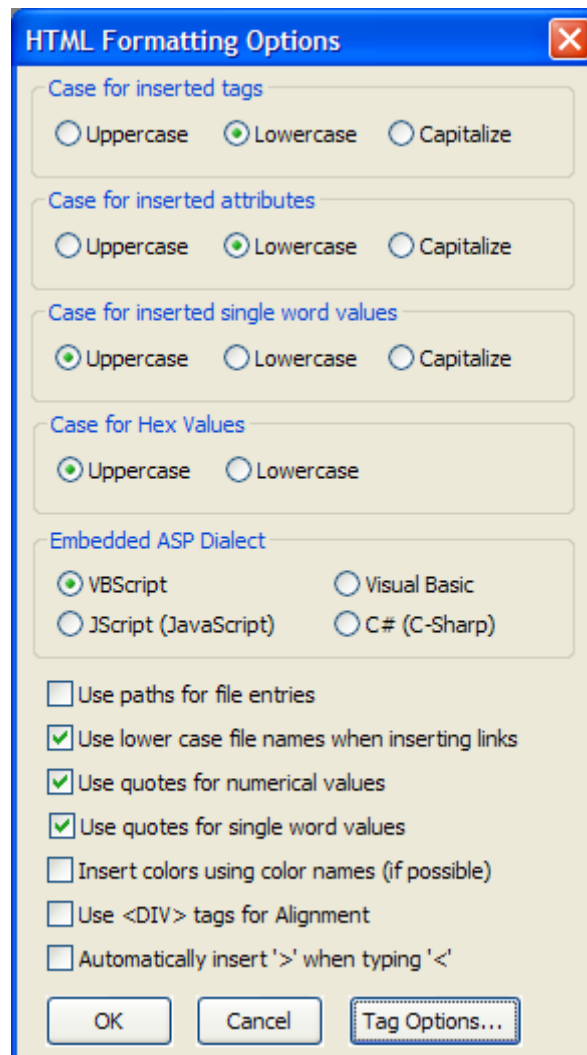 HTML Formatting Options
Case for inserted tags
Uppercase Lowercase Capitalize
Case for inserted attributes
Uppercase Lowercase Capitalize
Case for inserted single word values
Uppercase Lowercase Capitalize
Case for Hex Values
Uppercase Lowercase
Embedded ASP Dialect
VBScript Visual Basic
JScript (JavaScript) C# (C-Sharp)
Use paths for file entries
Use lower case file names when inserting links
Use quotes for numerical values
Use quotes for single word values
Insert colors using color names (if possible)
Use <DIV> tags for Alignment
Automatically insert '>' when typing '<'
OK Cancel Tag Options...